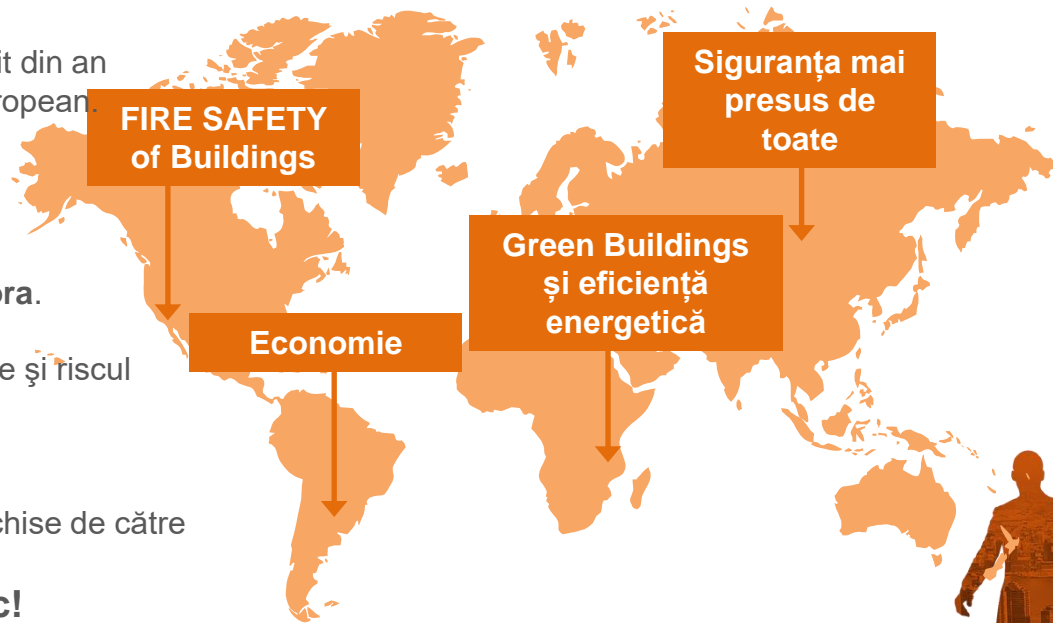 it din an
ropean.
FIRE SAFETY
of Buildings
Siguranța mai
presus de
toate
Green Buildings
și eficiență
energetică
ora.
Economie
e şi riscul
chise de către
c!